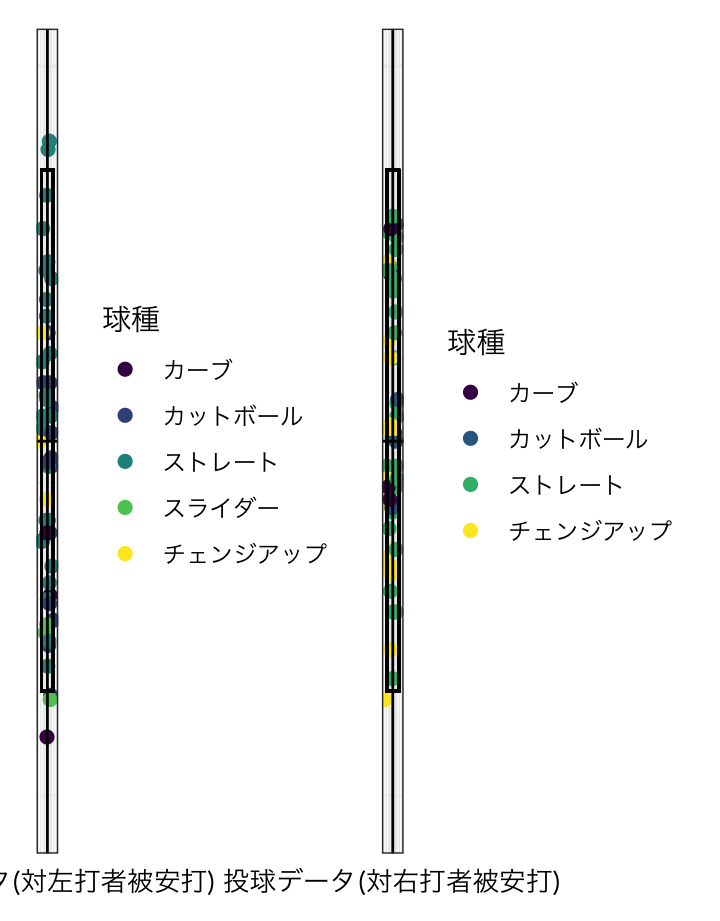 球種
カーブ
カットボール
ストレート
スライダー
チェンジアップ
球種
カーブ
カットボール
ストレート
チェンジアップ
タ(対左打者被安打) 投球データ(対右打者被安打)